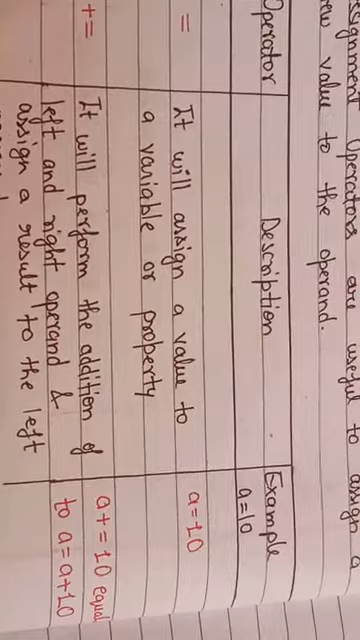 ssignment Operators are useful to assign a
new value to the operand.
Operator Description Example
a=10
= It will assign a value to a=10
a variable or property
+= It will perform the addition of a+=10 equal
left and right operand & to a=a+10
assign a result to the left